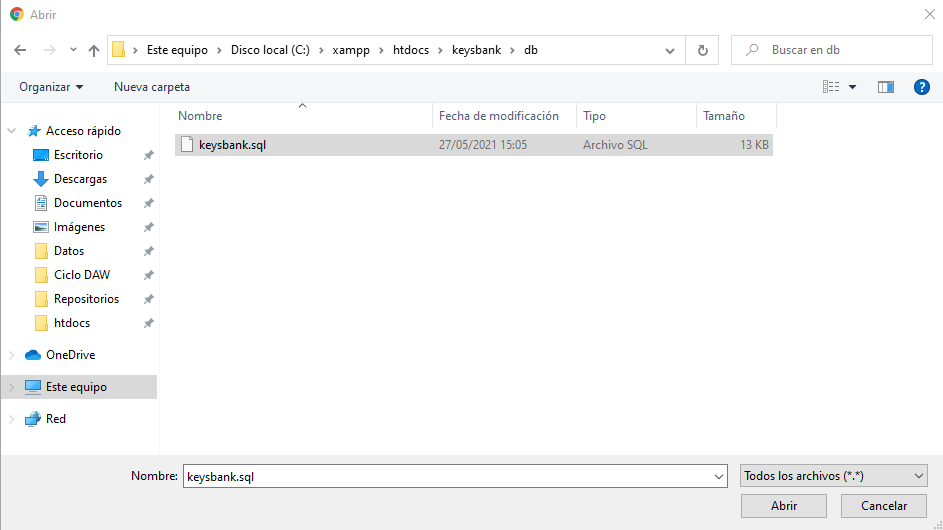 Abrir
Este equipo > Disco local (C:) > xampp > htdocs > keysbank > db
Buscar en db
Organizar
Nueva carpeta
?
Nombre
Fecha de modificación
Tipo
Tamaño
keysbank.sql
27/05/2021 15:05
Archivo SQL
13 KB
Acceso rápido
Escritorio
Descargas
Documentos
Imágenes
Datos
Ciclo DAW
Repositorios
htdocs
OneDrive
Este equipo
Red
Nombre:
keysbank.sql
Todos los archivos (*.*)
Abrir
Cancelar